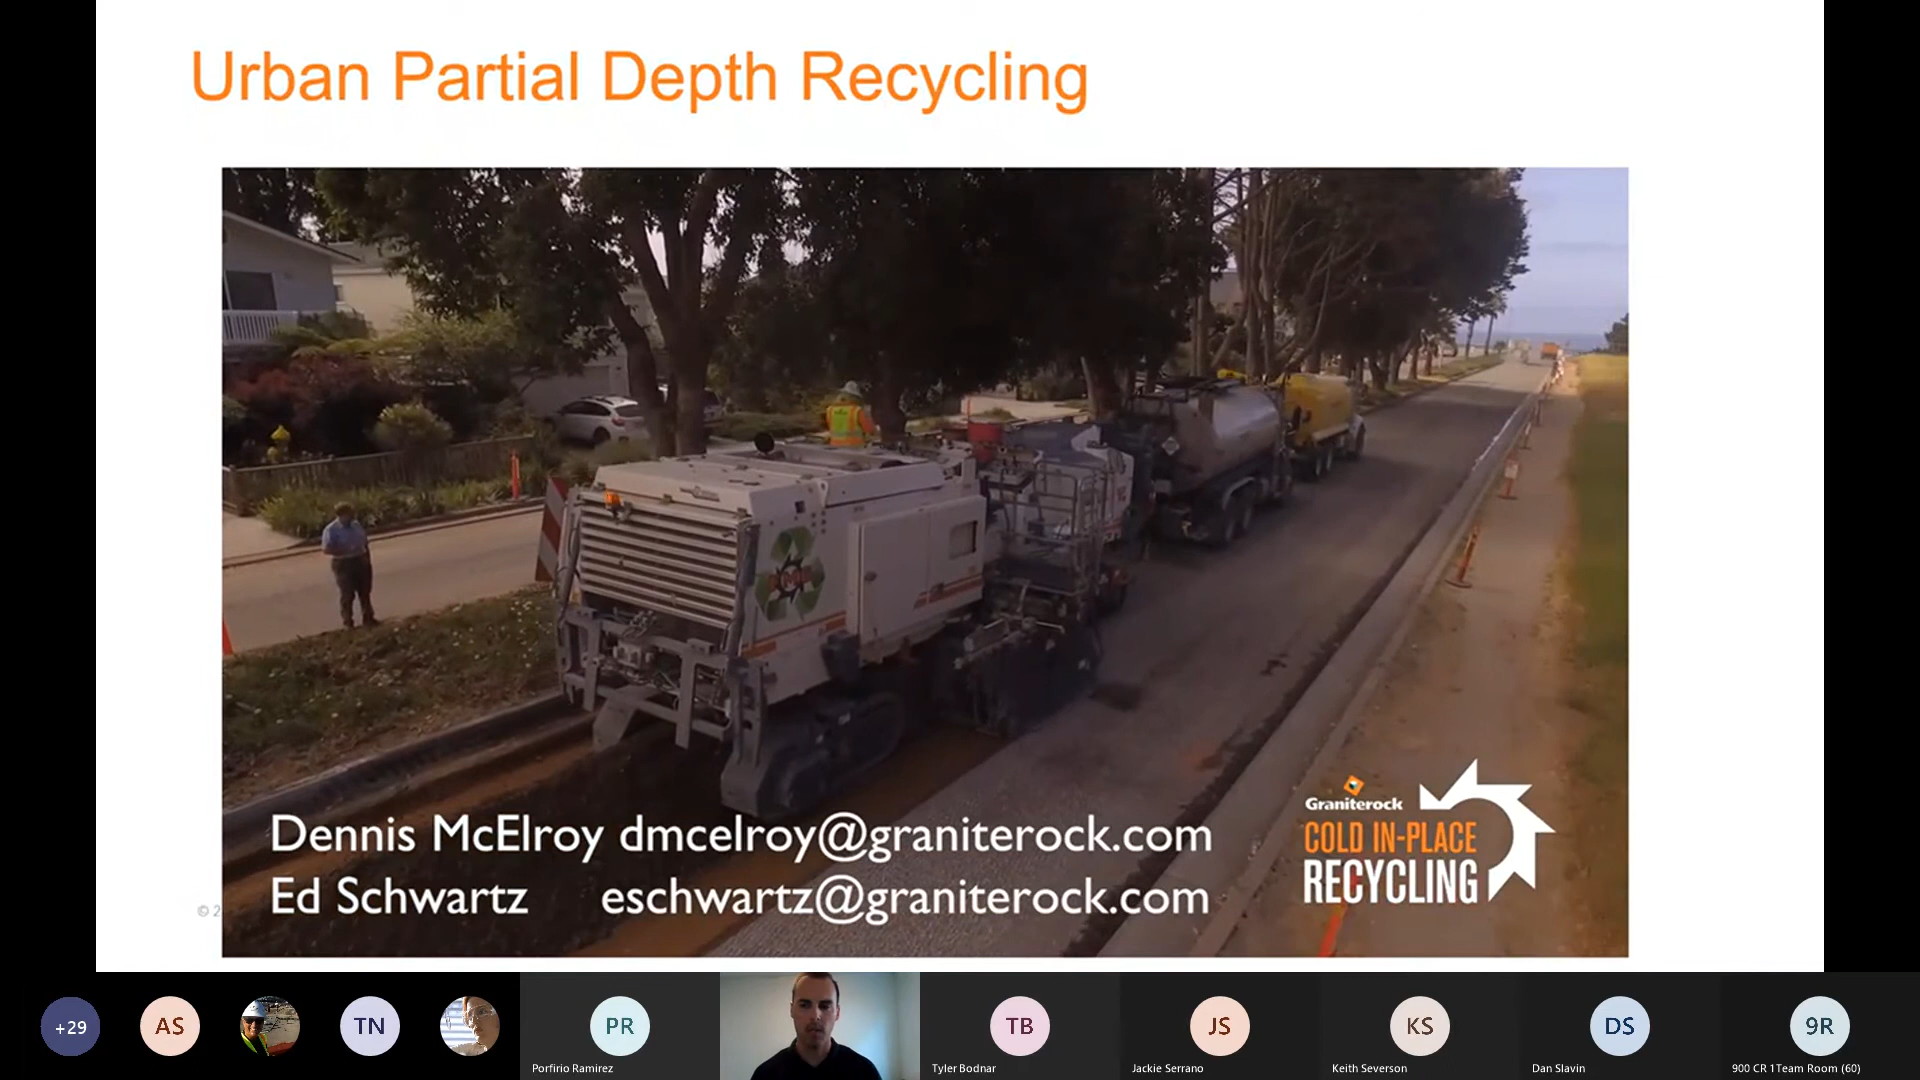 Urban Partial Depth Recycling
Graniterock
COLD IN-PLACE
RECYCLING
Dennis McElroy dmcelroy@graniterock.com
Ed Schwartz eschwartz@graniterock.com
© 2
+29
AS
TN
PR
TB
JS
KS
DS
9R
Porfirio Ramirez
Tyler Bodnar
Jackie Serrano
Keith Severson
Dan Slavin
900 CR 1Team Room (60)